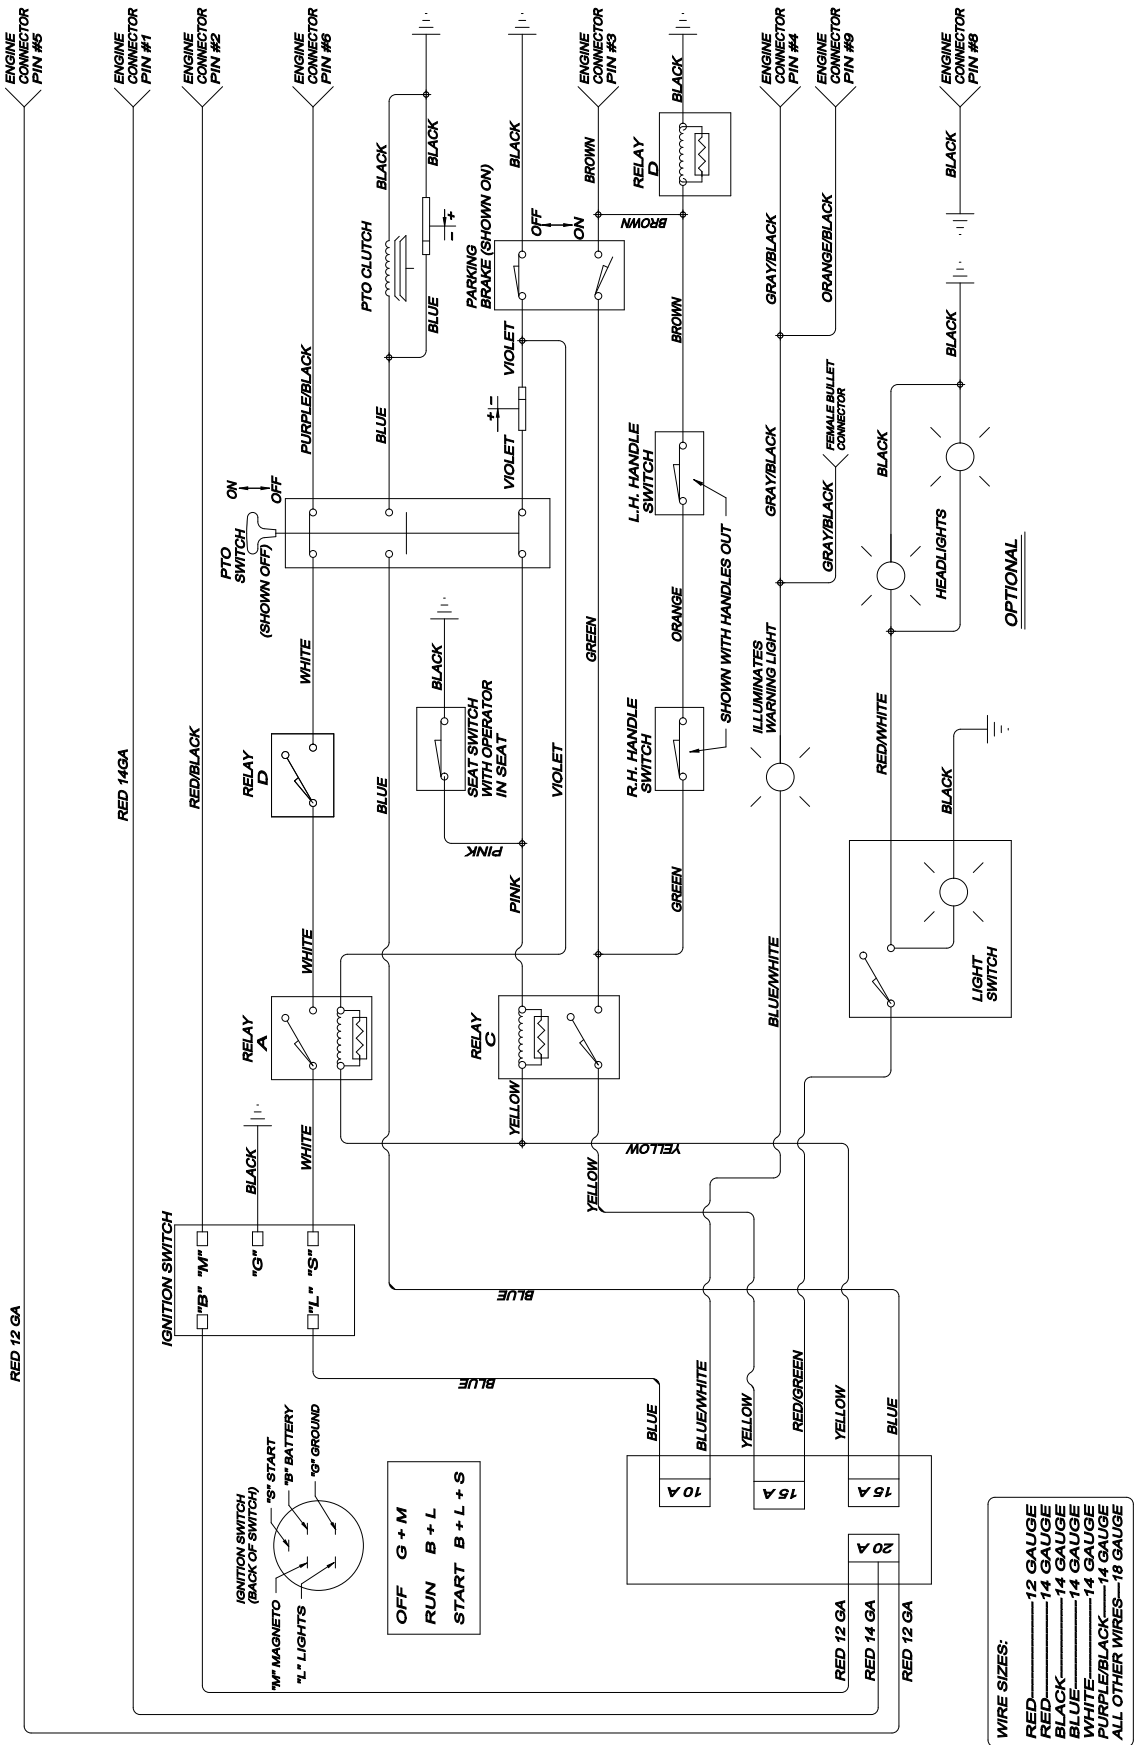 ENGINE
CONNECTOR
PIN #5
ENGINE
CONNECTOR
PIN #1
ENGINE
CONNECTOR
PIN #2
ENGINE
CONNECTOR
PIN #6
ENGINE
CONNECTOR
PIN #3
ENGINE
CONNECTOR
PIN #4
ENGINE
CONNECTOR
PIN #9
ENGINE
CONNECTOR
PIN #8
RED 12 GA
RED 14GA
RED/BLACK
PURPLE/BLACK
BLACK
BLACK
PTO CLUTCH
BLUE
- +
BLUE
ON
OFF
PTO
SWITCH
(SHOWN OFF)
WHITE
RELAY
D
WHITE
RELAY
A
WHITE
BLACK
BLUE
BLACK
PARKING
BRAKE (SHOWN ON)
OFF
ON
VIOLET
+ -
VIOLET
BLACK
SEAT SWITCH
WITH OPERATOR
IN SEAT
PINK
PINK
VIOLET
BROWN
BROWN
BLACK
RELAY
D
BROWN
L.H. HANDLE
SWITCH
GREEN
ORANGE
SHOWN WITH HANDLES OUT
R.H. HANDLE
SWITCH
GREEN
RELAY
C
YELLOW
YELLOW
YELLOW
GRAY/BLACK
ORANGE/BLACK
GRAY/BLACK
FEMALE BULLET
CONNECTOR
GRAY/BLACK
ILLUMINATES
WARNING LIGHT
BLUE/WHITE
BLACK
BLACK
BLACK
HEADLIGHTS
OPTIONAL
RED/WHITE
BLACK
LIGHT
SWITCH
IGNITION SWITCH
"B" "M"
"G"
"L" "S"
BLUE
BLUE
IGNITION SWITCH
(BACK OF SWITCH)
"S" START
"B" BATTERY
"G" GROUND
"M" MAGNETO
"L" LIGHTS
OFF G + M
RUN B + L
START B + L + S
BLUE
BLUE/WHITE
YELLOW
RED/GREEN
YELLOW
BLUE
10 A
15 A
15 A
20 A
RED 12 GA
RED 14 GA
RED 12 GA
WIRE SIZES:
RED 12 GAUGE
RED 14 GAUGE
BLACK 14 GAUGE
BLUE 14 GAUGE
WHITE 14 GAUGE
PURPLE/BLACK 14 GAUGE
ALL OTHER WIRES 18 GAUGE